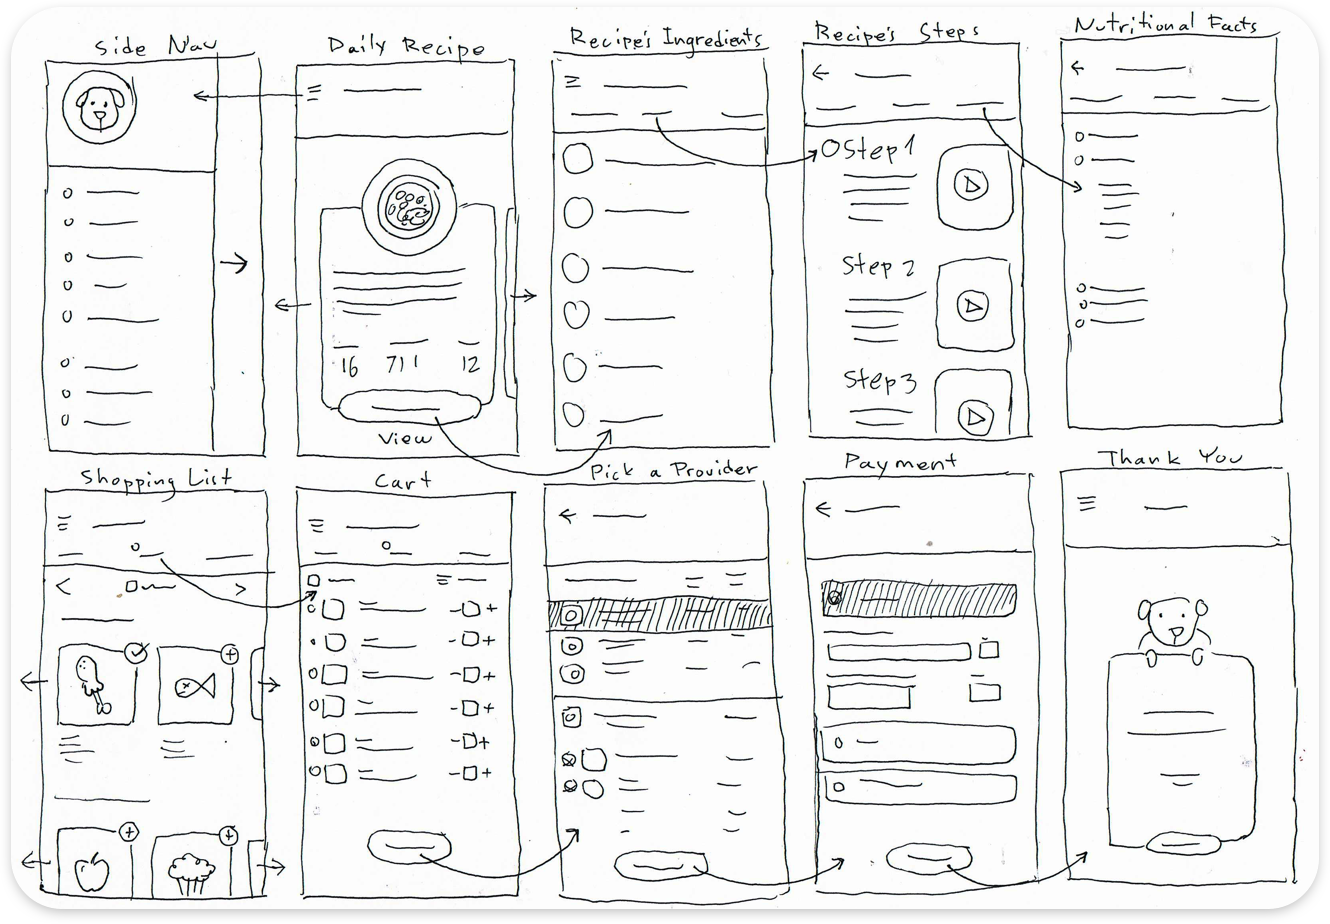 Side Nav
Daily Recipe
Recipe's Ingredients
Recipe's Steps
Nutritional Facts
Step 1
Step 2
Step 3
16 711 12
View
Shopping List
Cart
Pick a Provider
Payment
Thank You